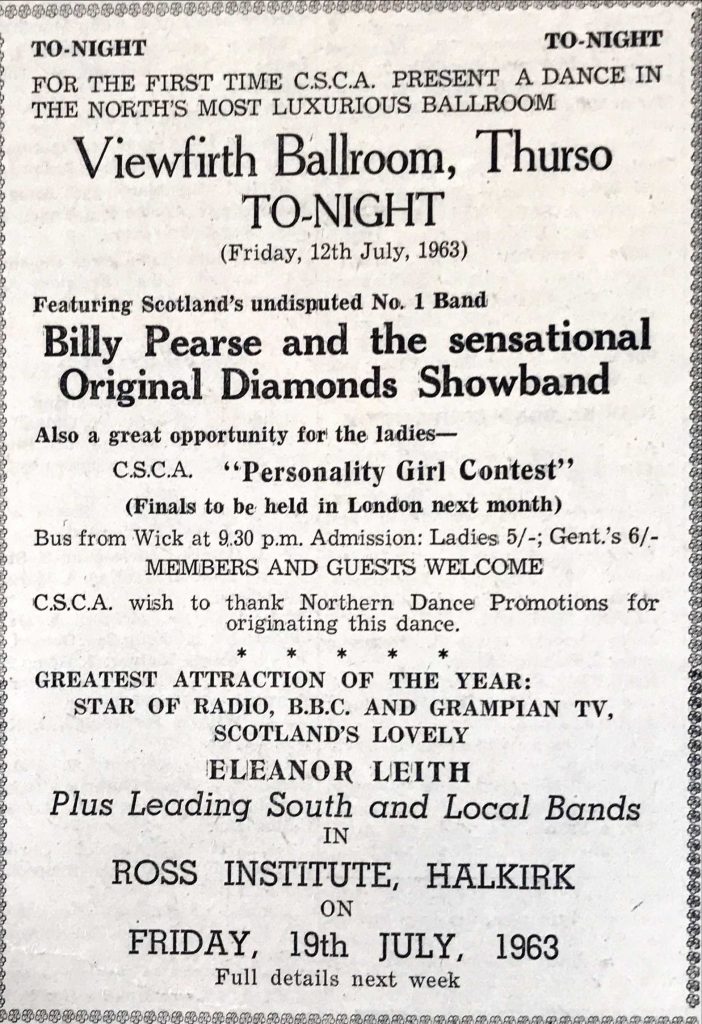 TO-NIGHT TO-NIGHT
FOR THE FIRST TIME C.S.C.A. PRESENT A DANCE IN
THE NORTH'S MOST LUXURIOUS BALLROOM
Viewfirth Ballroom, Thurso
TO-NIGHT
(Friday, 12th July, 1963)
Featuring Scotland's undisputed No. 1 Band
Billy Pearse and the sensational
Original Diamonds Showband
Also a great opportunity for the ladies—
C.S.C.A. "Personality Girl Contest"
(Finals to be held in London next month)
Bus from Wick at 9.30 p.m. Admission: Ladies 5/-; Gent.'s 6/-
MEMBERS AND GUESTS WELCOME
C.S.C.A. wish to thank Northern Dance Promotions for
originating this dance.
* * * * *
GREATEST ATTRACTION OF THE YEAR:
STAR OF RADIO, B.B.C. AND GRAMPIAN TV,
SCOTLAND'S LOVELY
ELEANOR LEITH
Plus Leading South and Local Bands
IN
ROSS INSTITUTE, HALKIRK
ON
FRIDAY, 19th JULY, 1963
Full details next week